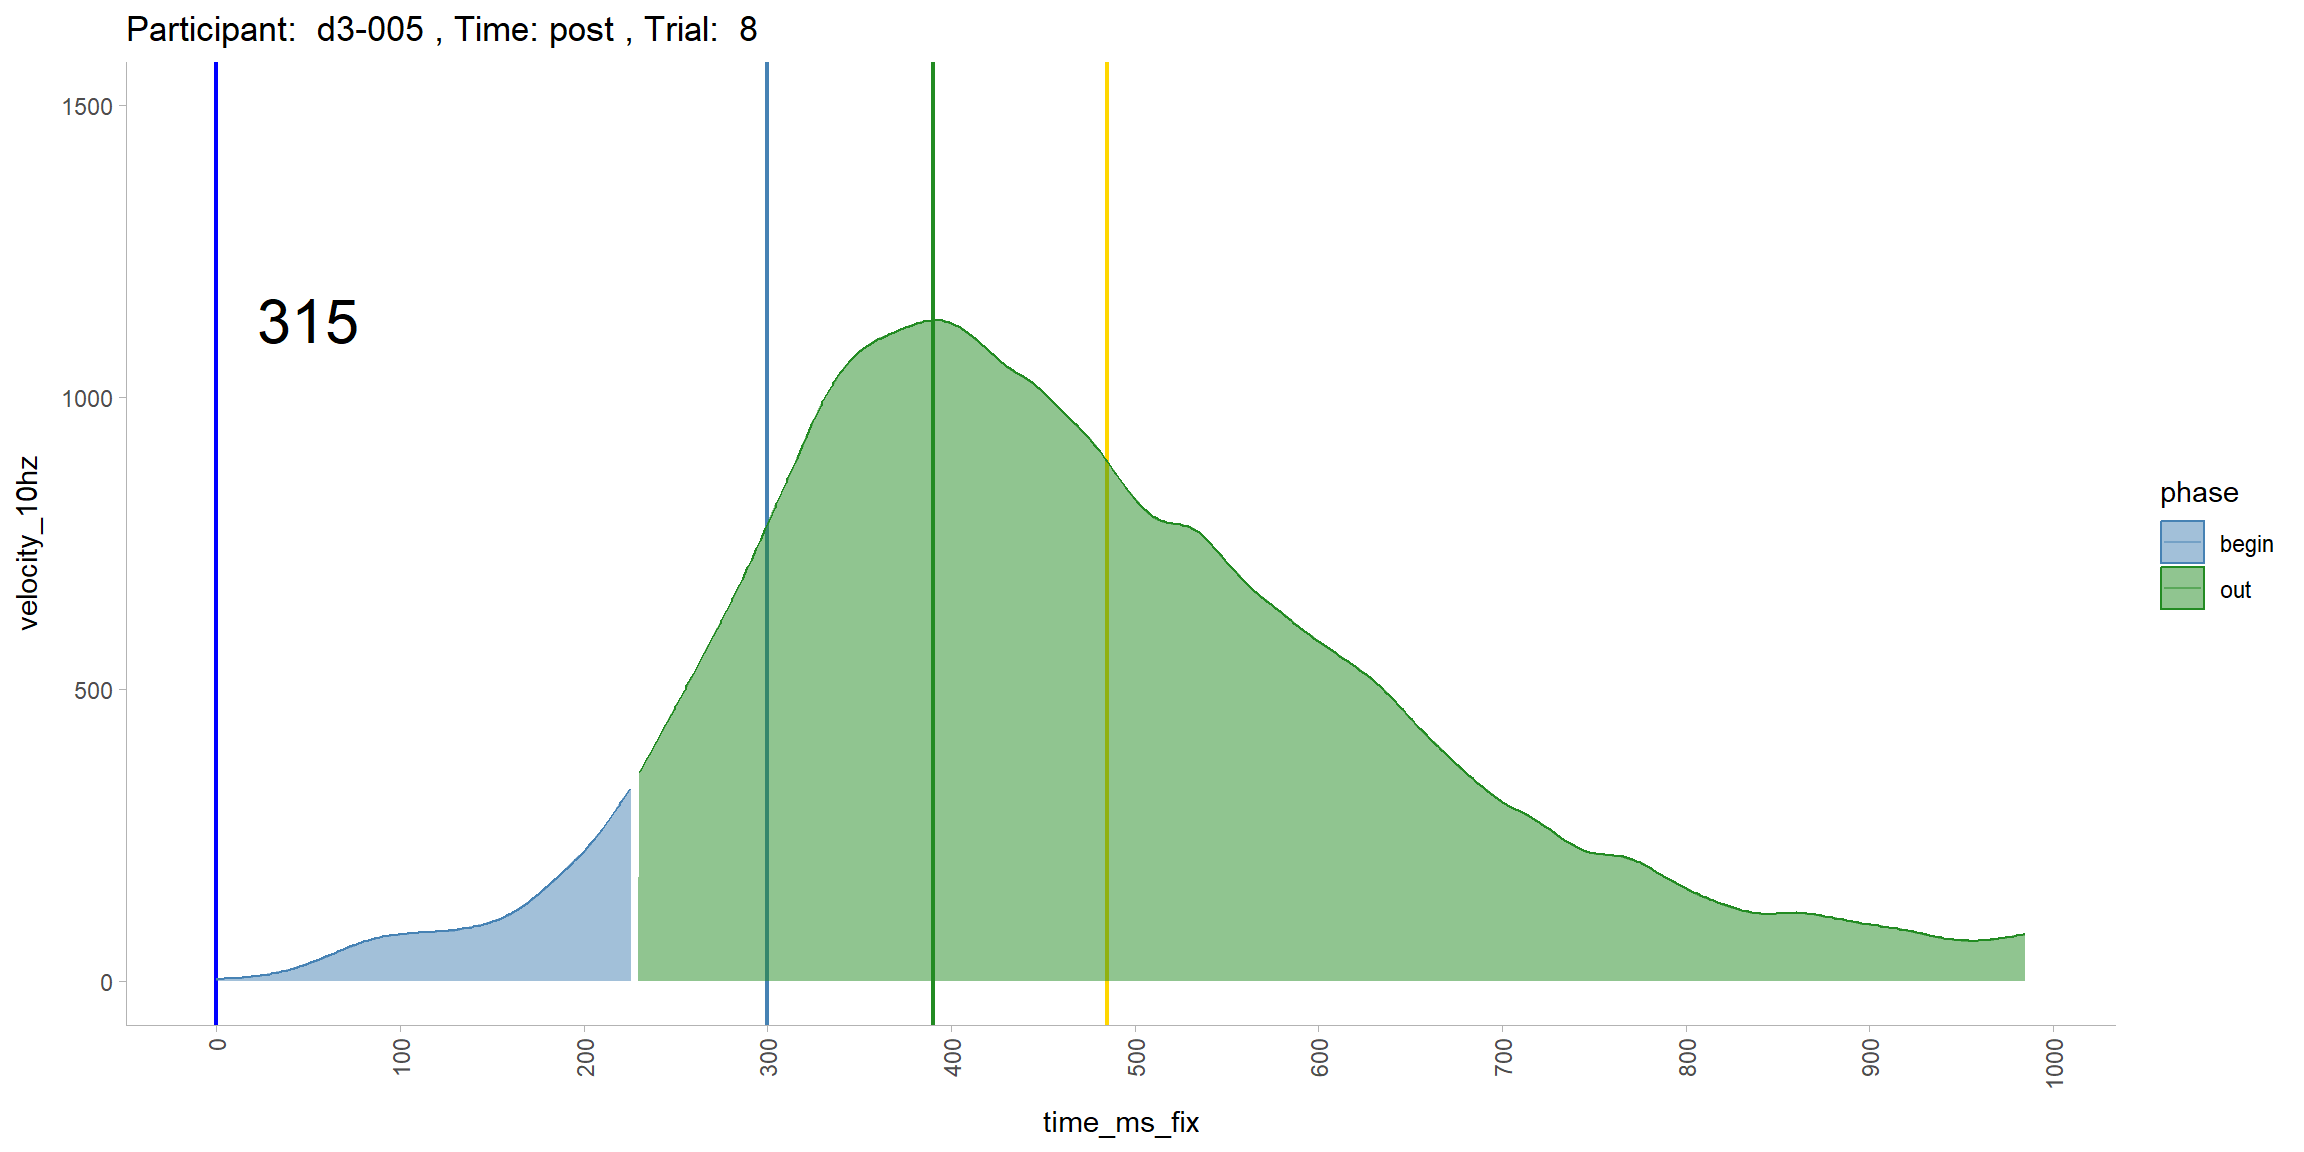 Participant:  d3-005 , Time: post , Trial:  8
1500
1000
500
0
315
velocity_10hz
0 100 200 300 400 500 600 700 800 900 1000
time_ms_fix
phase
begin
out